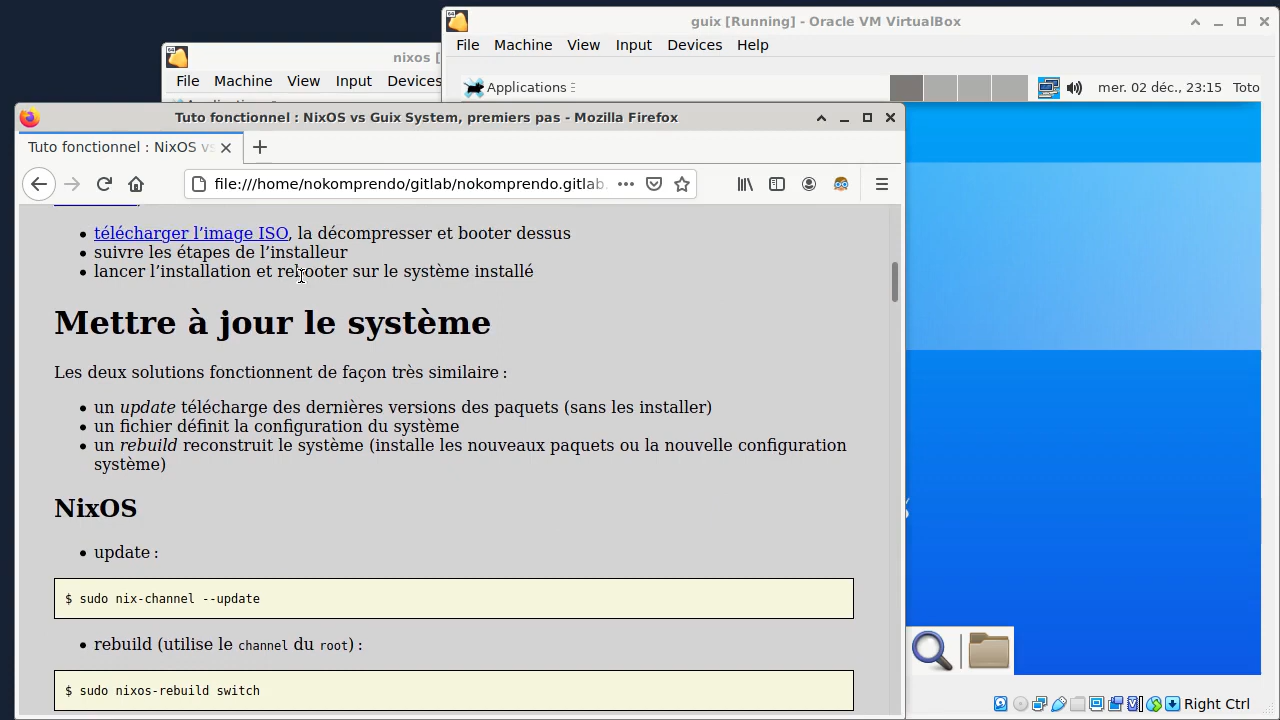 guix [Running] - Oracle VM VirtualBox
File Machine View Input Devices Help
nixos [
File Machine View Input Devices
Applications
mer. 02 déc., 23:15 Toto
Tuto fonctionnel : NixOS vs Guix System, premiers pas - Mozilla Firefox
Tuto fonctionnel : NixOS vs
file:///home/nokomprendo/gitlab/nokomprendo.gitlab.
• télécharger l’image ISO, la décompresser et booter dessus
• suivre les étapes de l’installeur
• lancer l’installation et rebooter sur le système installé
Mettre à jour le système
Les deux solutions fonctionnent de façon très similaire :
• un update télécharge des dernières versions des paquets (sans les installer)
• un fichier définit la configuration du système
• un rebuild reconstruit le système (installe les nouveaux paquets ou la nouvelle configuration
système)
NixOS
• update :
$ sudo nix-channel --update
• rebuild (utilise le channel du root) :
$ sudo nixos-rebuild switch
Right Ctrl